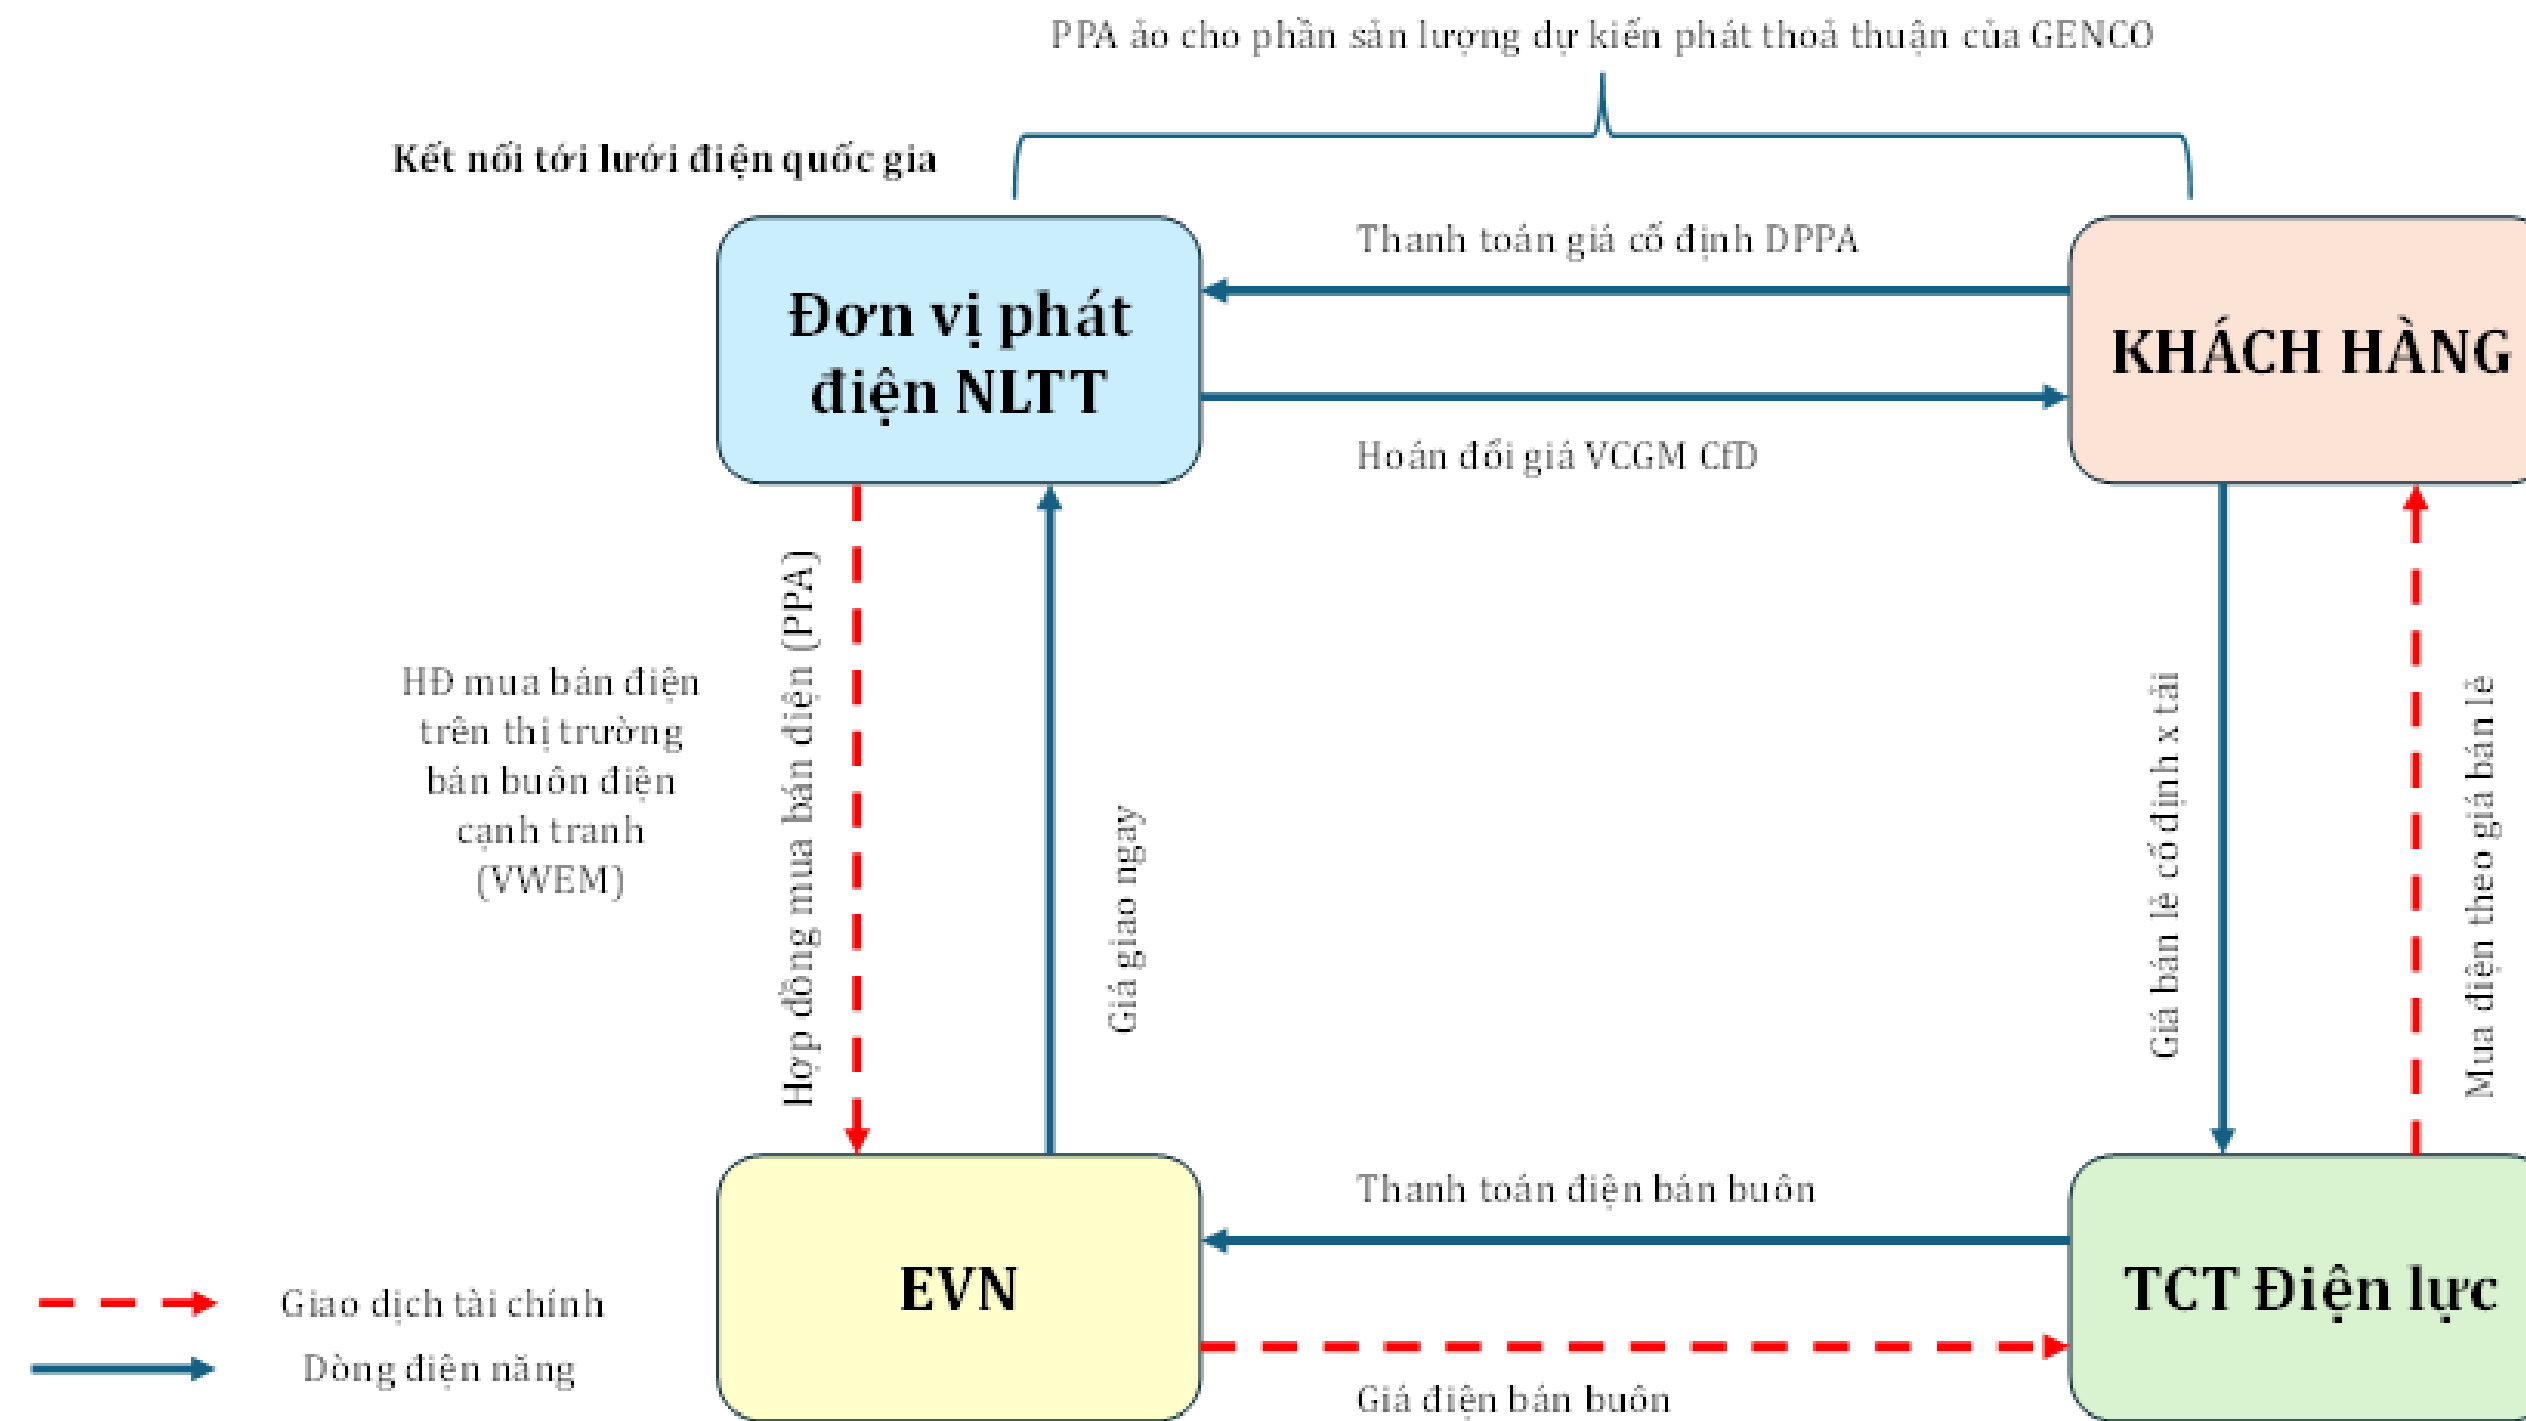 PPA ảo cho phần sản lượng dự kiến phát thoả thuận của GENCO
Kết nối tới lưới điện quốc gia
Thanh toán giá cố định DPPA
Đơn vị phát
điện NLTT
KHÁCH HÀNG
Hoán đổi giá VCGM CfD
HĐ mua bán điện
trên thị trường
bán buôn điện
cạnh tranh
(VWEM)
Hợp đồng mua bán điện (PPA)
Giá giao ngay
Giá bán lẻ cố định x tải
Mua điện theo giá bán lẻ
Thanh toán điện bán buôn
EVN
TCT Điện lực
Giá điện bán buôn
Giao dịch tài chính
Dòng điện năng